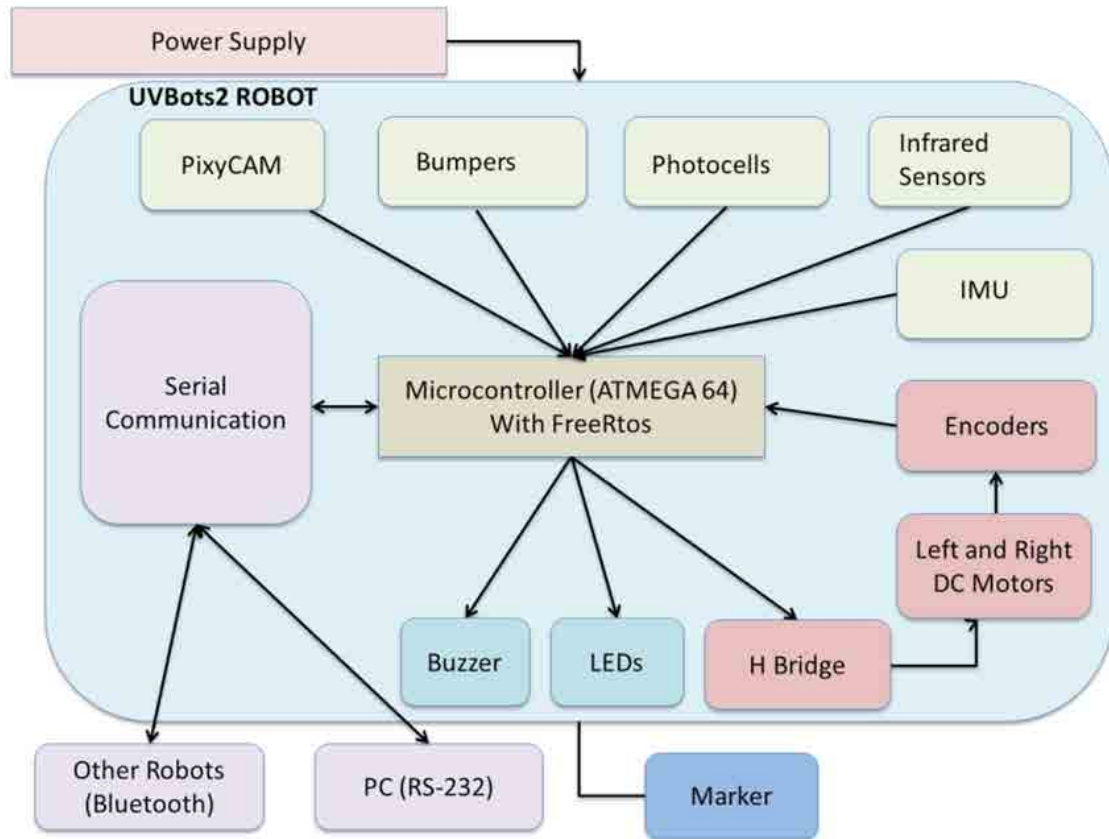 Power Supply
UVBots2 ROBOT
PixyCAM
Bumpers
Photocells
Infrared
Sensors
IMU
Serial
Communication
Microcontroller (ATMEGA 64)
With FreeRtos
Encoders
Left and Right
DC Motors
Buzzer
LEDs
H Bridge
Other Robots
(Bluetooth)
PC (RS-232)
Marker